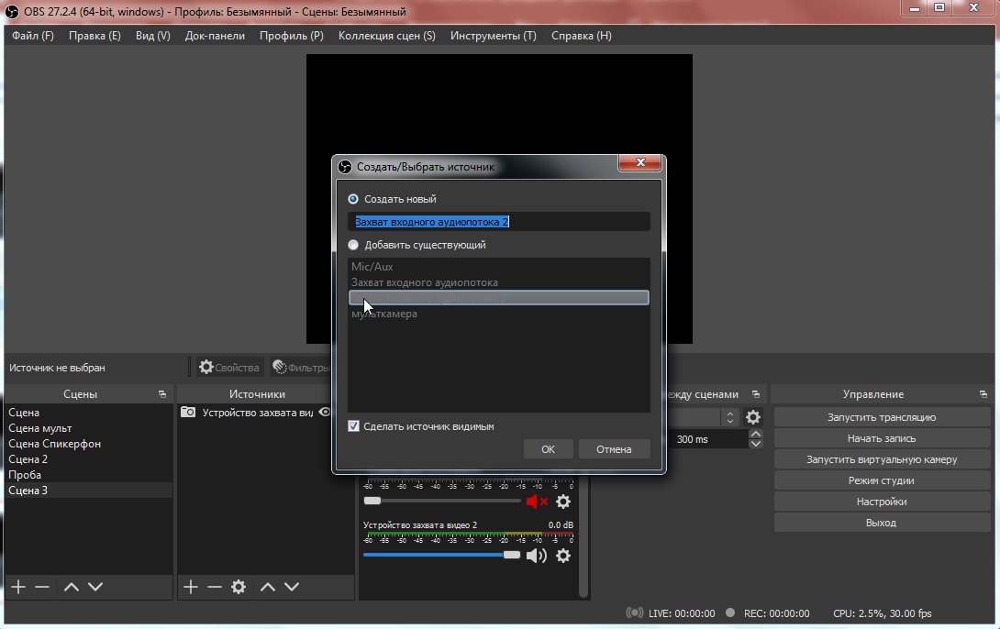 OBS 27.2.4 (64-bit, windows) - Профиль: Безымянный - Сцены: Безымянный
Файл (F) Правка (E) Вид (V) Док-панели Профиль (P) Коллекция сцен (S) Инструменты (T) Справка (H)
Создать/Выбрать источник
Создать новый
Захват входного аудиопотока 2
Добавить существующий
Mic/Aux
Захват входного аудиопотока
мульткамера
Сделать источник видимым
OK Отмена
Источник не выбран Свойства Фильтры
Сцены
Сцена
Сцена мульт
Сцена Спикерфон
Сцена 2
Проба
Сцена 3
Источники
Устройство захвата ви
-60 -55 -50 -45 -40 -35 -30 -25 -20 -15 -10 -5 0
Устройство захвата видео 2 0.0 dB
-60 -55 -50 -45 -40 -35 -30 -25 -20 -15 -10 -5 0
ежду сценами
300 ms
Управление
Запустить трансляцию
Начать запись
Запустить виртуальную камеру
Режим студии
Настройки
Выход
LIVE: 00:00:00 REC: 00:00:00 CPU: 2.5%, 30.00 fps